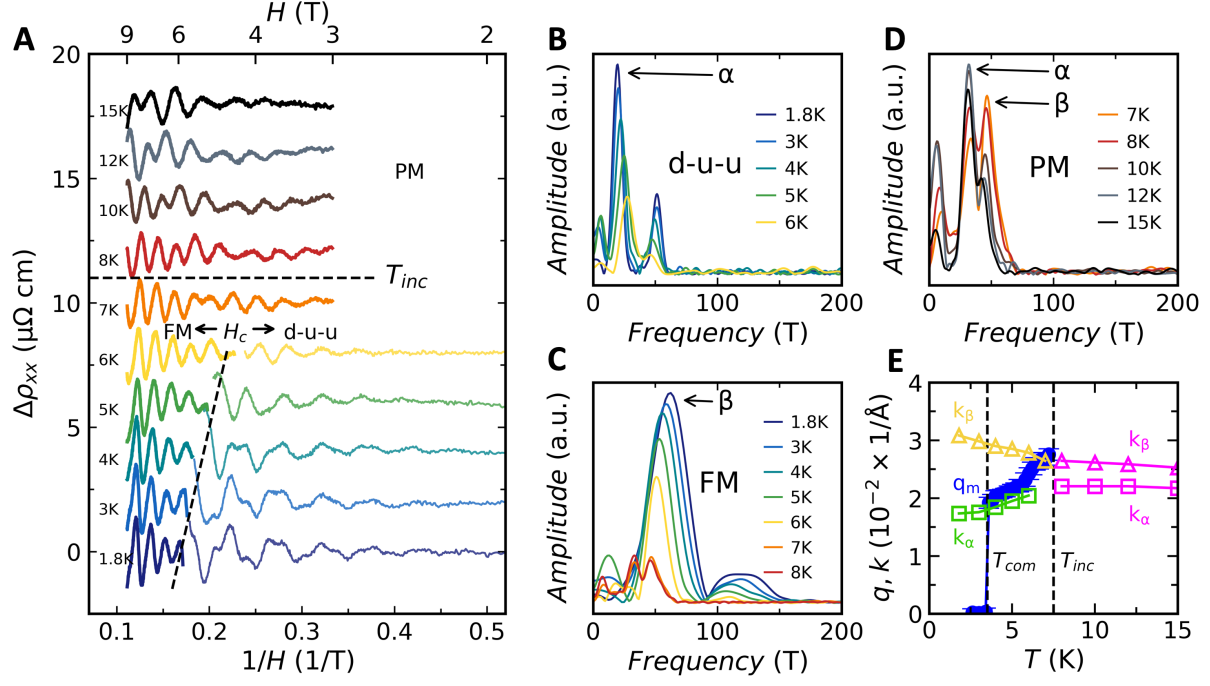 A
H (T)
9 6 4 3 2
20
15
10
5
0
Δρxx (μΩ cm)
15K
12K
10K
8K
7K
6K
5K
4K
3K
1.8K
PM
Tinc
FM Hc d-u-u
0.1 0.2 0.3 0.4 0.5
1/H (1/T)
B
Amplitude (a.u.)
α
1.8K
3K
4K
5K
6K
d-u-u
0 100 200
Frequency (T)
D
Amplitude (a.u.)
α
β
7K
8K
10K
12K
15K
PM
0 100 200
Frequency (T)
C
Amplitude (a.u.)
β
1.8K
3K
4K
5K
6K
7K
8K
FM
0 100 200
Frequency (T)
E
q, k (10⁻² × 1/Å)
4
3
2
1
0
kβ
qm
kα
kβ
kα
Tcom
Tinc
0 5 10 15
T (K)